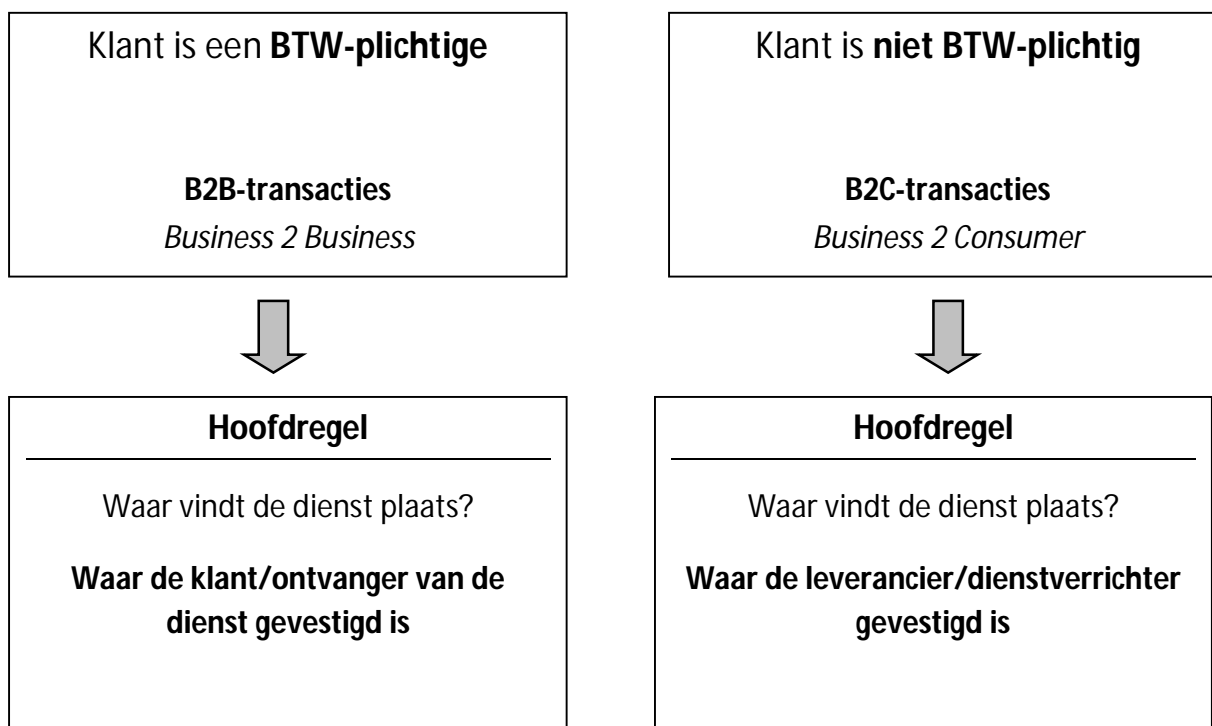 Klant is een BTW-plichtige
B2B-transacties
Business 2 Business
Klant is niet BTW-plichtig
B2C-transacties
Business 2 Consumer
Hoofdregel
Waar vindt de dienst plaats?
Waar de klant/ontvanger van de
dienst gevestigd is
Hoofdregel
Waar vindt de dienst plaats?
Waar de leverancier/dienstverrichter
gevestigd is